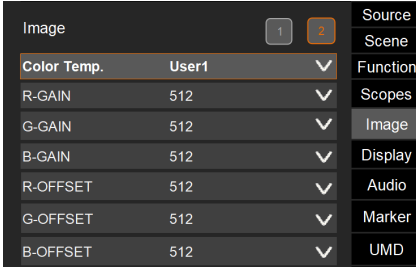 Image 1 2
Color Temp. User1
R-GAIN 512
G-GAIN 512
B-GAIN 512
R-OFFSET 512
G-OFFSET 512
B-OFFSET 512
Source
Scene
Function
Scopes
Image
Display
Audio
Marker
UMD